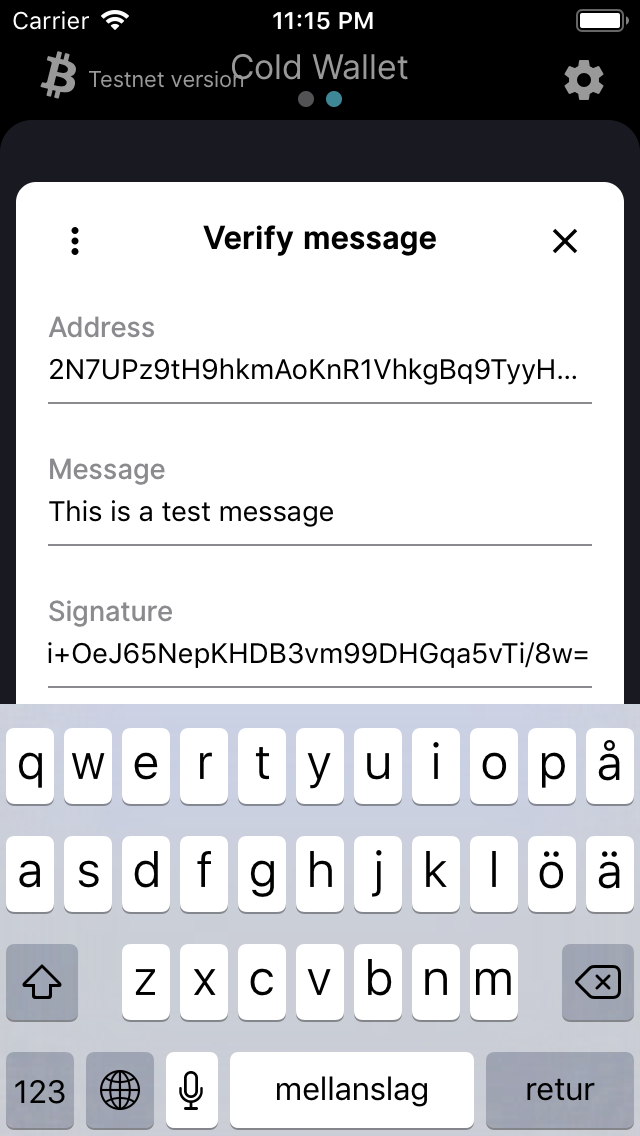 Carrier 11:15 PM
Testnet version Cold Wallet
Verify message
Address
2N7UPz9tH9hkmAoKnR1VhkgBq9TyyH...
Message
This is a test message
Signature
i+OeJ65NepKHDB3vm99DHGqa5vTi/8w=
q w e r t y u i o p å
a s d f g h j k l ö ä
z x c v b n m
123 mellanslag retur